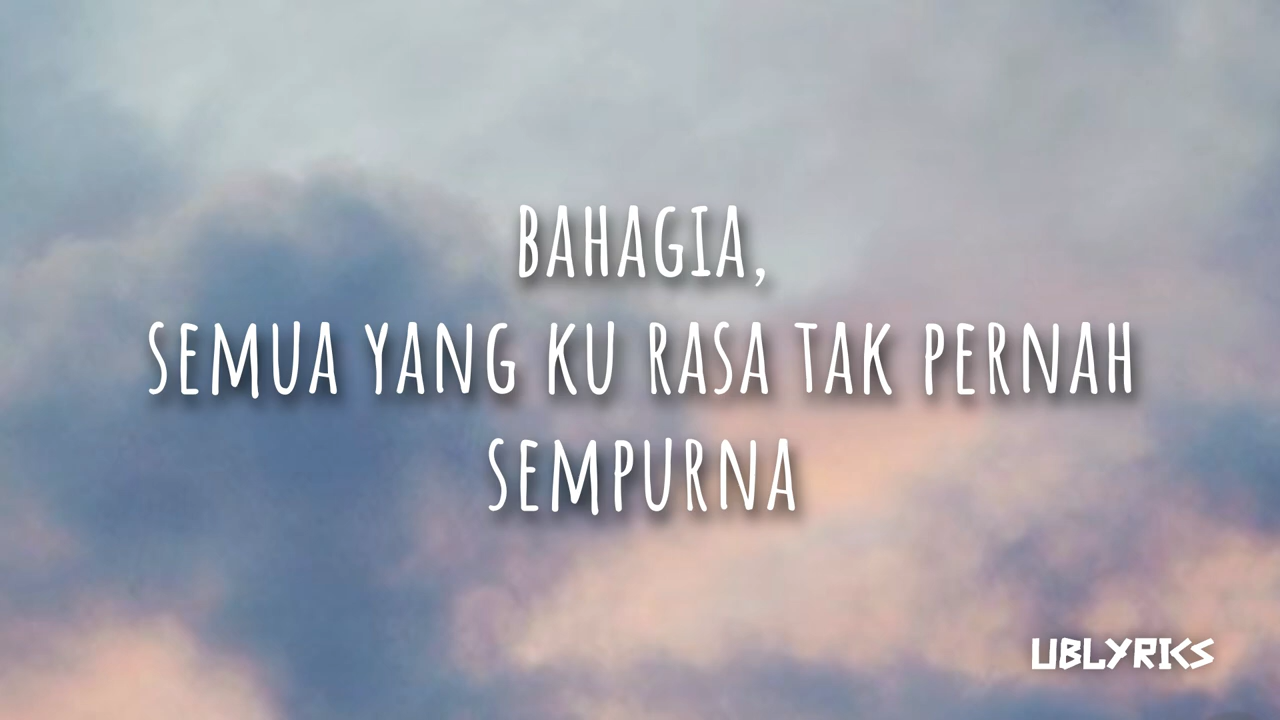 BAHAGIA,
SEMUA YANG KU RASA TAK PERNAH
SEMPURNA
UBLYRICS